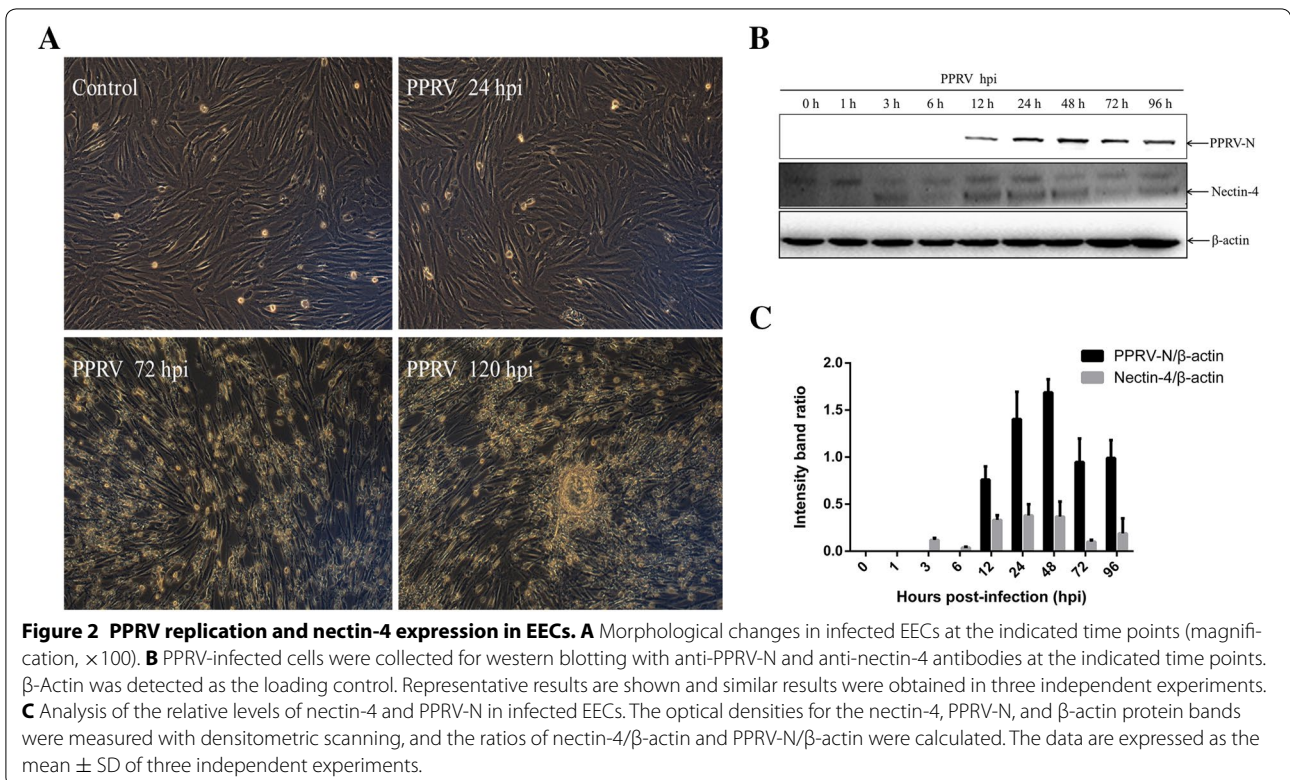 A
Control
PPRV 24 hpi
PPRV 72 hpi
PPRV 120 hpi
B
PPRV hpi
0 h 1 h 3 h 6 h 12 h 24 h 48 h 72 h 96 h
PPRV-N
Nectin-4
β-actin
C
PPRV-N/β-actin
Nectin-4/β-actin
Intensity band ratio
2.0
1.5
1.0
0.5
0.0
0 1 3 6 12 24 48 72 96
Hours post-infection (hpi)
Figure 2 PPRV replication and nectin-4 expression in EECs. A Morphological changes in infected EECs at the indicated time points (magnifi-
cation, ×100). B PPRV-infected cells were collected for western blotting with anti-PPRV-N and anti-nectin-4 antibodies at the indicated time points.
β-Actin was detected as the loading control. Representative results are shown and similar results were obtained in three independent experiments.
C Analysis of the relative levels of nectin-4 and PPRV-N in infected EECs. The optical densities for the nectin-4, PPRV-N, and β-actin protein bands
were measured with densitometric scanning, and the ratios of nectin-4/β-actin and PPRV-N/β-actin were calculated. The data are expressed as the
mean ± SD of three independent experiments.